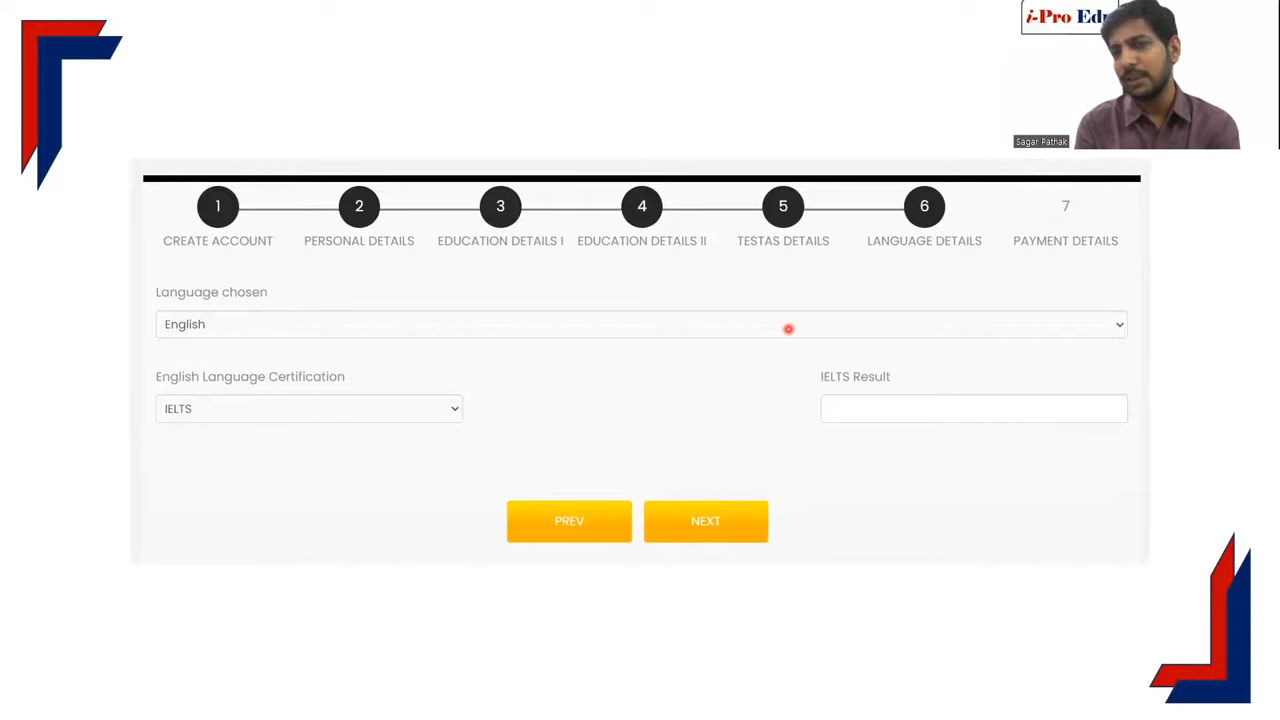 i-Pro Edu
Sagar Pathak
1 2 3 4 5 6 7
CREATE ACCOUNT PERSONAL DETAILS EDUCATION DETAILS I EDUCATION DETAILS II TESTAS DETAILS LANGUAGE DETAILS PAYMENT DETAILS
Language chosen
English
English Language Certification IELTS Result
IELTS
PREV NEXT